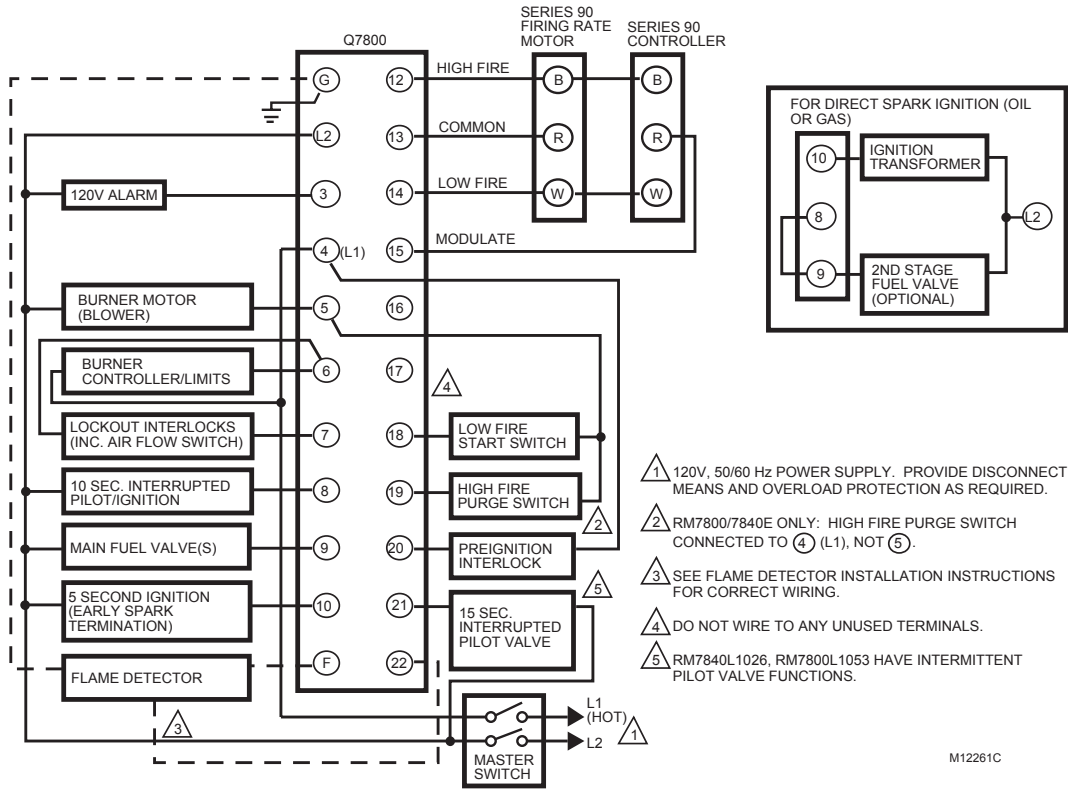 SERIES 90
FIRING RATE
MOTOR
SERIES 90
CONTROLLER
Q7800
G
12
HIGH FIRE
B
B
L2
13
COMMON
R
R
120V ALARM
3
14
LOW FIRE
W
W
4
(L1)
15
MODULATE
BURNER MOTOR
(BLOWER)
5
16
BURNER
CONTROLLER/LIMITS
6
17
4
LOCKOUT INTERLOCKS
(INC. AIR FLOW SWITCH)
7
18
LOW FIRE
START SWITCH
10 SEC. INTERRUPTED
PILOT/IGNITION
8
19
HIGH FIRE
PURGE SWITCH
2
MAIN FUEL VALVE(S)
9
20
PREIGNITION
INTERLOCK
5
5 SECOND IGNITION
(EARLY SPARK
TERMINATION)
10
21
15 SEC.
INTERRUPTED
PILOT VALVE
FLAME DETECTOR
F
22
3
L1
(HOT)
1
L2
MASTER
SWITCH
FOR DIRECT SPARK IGNITION (OIL
OR GAS)
10
IGNITION
TRANSFORMER
8
L2
9
2ND STAGE
FUEL VALVE
(OPTIONAL)
1 120V, 50/60 Hz POWER SUPPLY. PROVIDE DISCONNECT
MEANS AND OVERLOAD PROTECTION AS REQUIRED.
2 RM7800/7840E ONLY: HIGH FIRE PURGE SWITCH
CONNECTED TO 4 (L1), NOT 5.
3 SEE FLAME DETECTOR INSTALLATION INSTRUCTIONS
FOR CORRECT WIRING.
4 DO NOT WIRE TO ANY UNUSED TERMINALS.
5 RM7840L1026, RM7800L1053 HAVE INTERMITTENT
PILOT VALVE FUNCTIONS.
M12261C